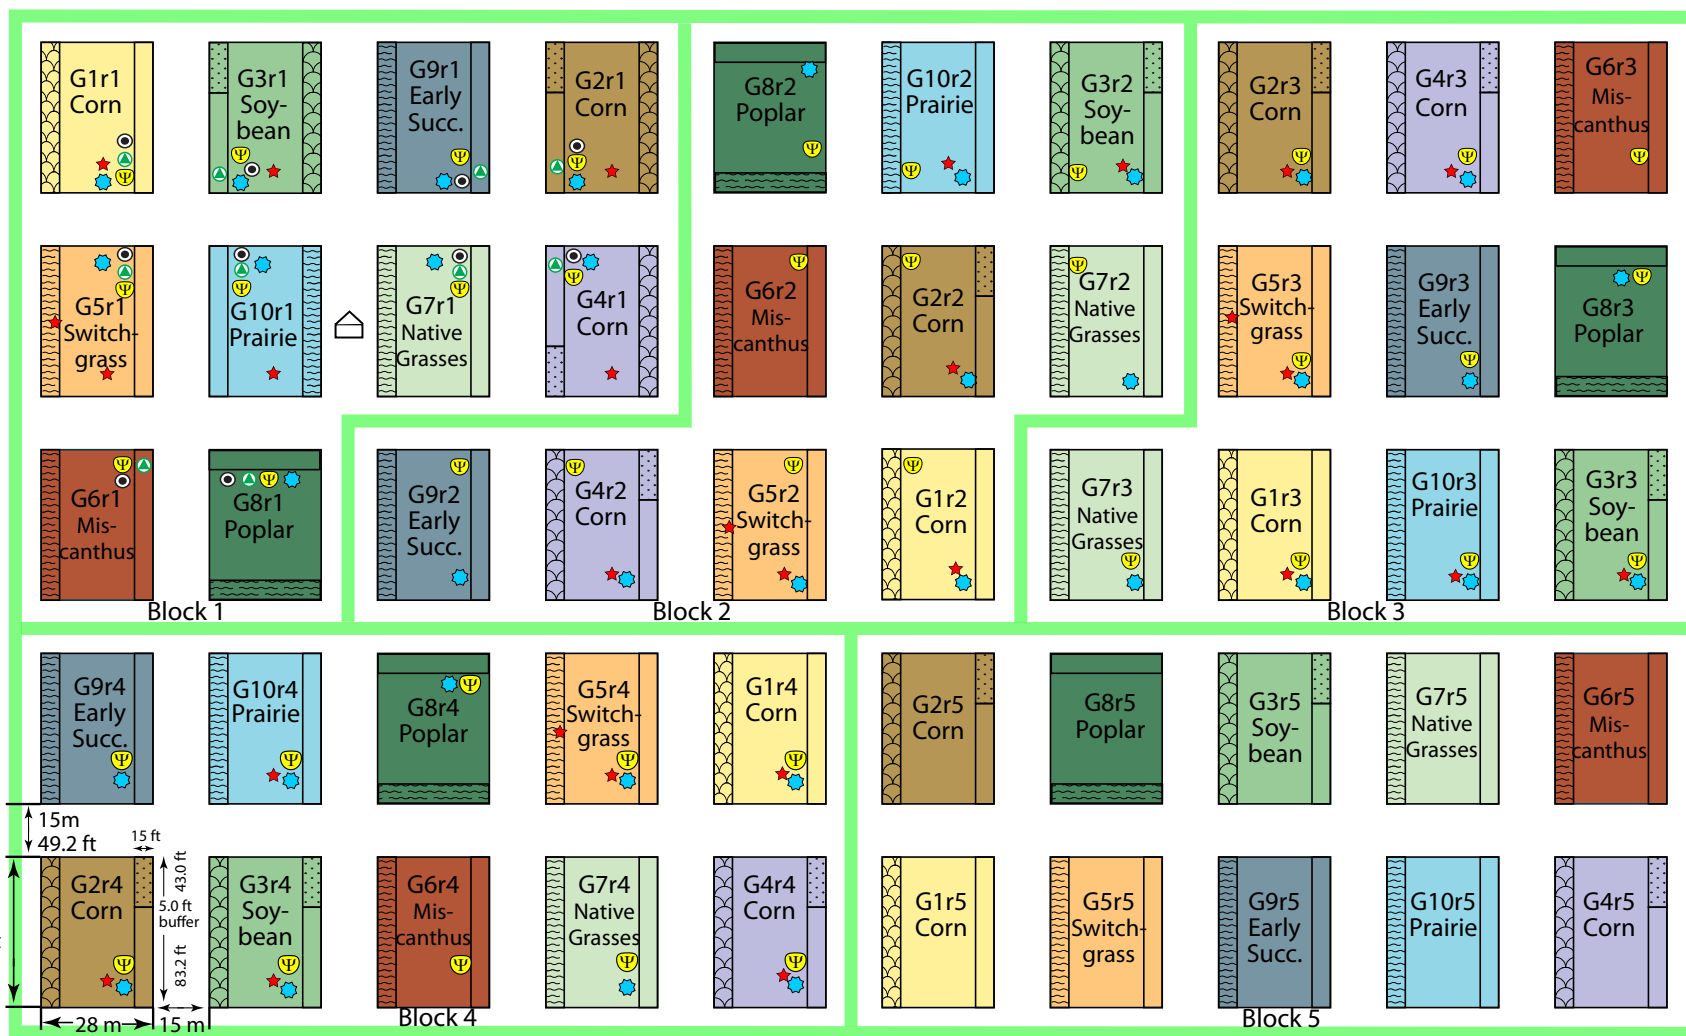 G1r1
Corn
G3r1
Soy-
bean
G9r1
Early
Succ.
G2r1
Corn
G8r2
Poplar
G10r2
Prairie
G3r2
Soy-
bean
G2r3
Corn
G4r3
Corn
G6r3
Mis-
canthus
G5r1
Switch-
grass
G10r1
Prairie
G7r1
Native
Grasses
G4r1
Corn
G6r2
Mis-
canthus
G2r2
Corn
G7r2
Native
Grasses
G5r3
Switch-
grass
G9r3
Early
Succ.
G8r3
Poplar
G6r1
Mis-
canthus
G8r1
Poplar
G9r2
Early
Succ.
G4r2
Corn
G5r2
Switch-
grass
G1r2
Corn
G7r3
Native
Grasses
G1r3
Corn
G10r3
Prairie
G3r3
Soy-
bean
Block 1
Block 2
Block 3
G9r4
Early
Succ.
G10r4
Prairie
G8r4
Poplar
G5r4
Switch-
grass
G1r4
Corn
G2r5
Corn
G8r5
Poplar
G3r5
Soy-
bean
G7r5
Native
Grasses
G6r5
Mis-
canthus
15m
49.2 ft
15 ft
43.0 ft
5.0 ft
buffer
83.2 ft
G2r4
Corn
G3r4
Soy-
bean
G6r4
Mis-
canthus
G7r4
Native
Grasses
G4r4
Corn
G1r5
Corn
G5r5
Switch-
grass
G9r5
Early
Succ.
G10r5
Prairie
G4r5
Corn
28 m
15 m
Block 4
Block 5